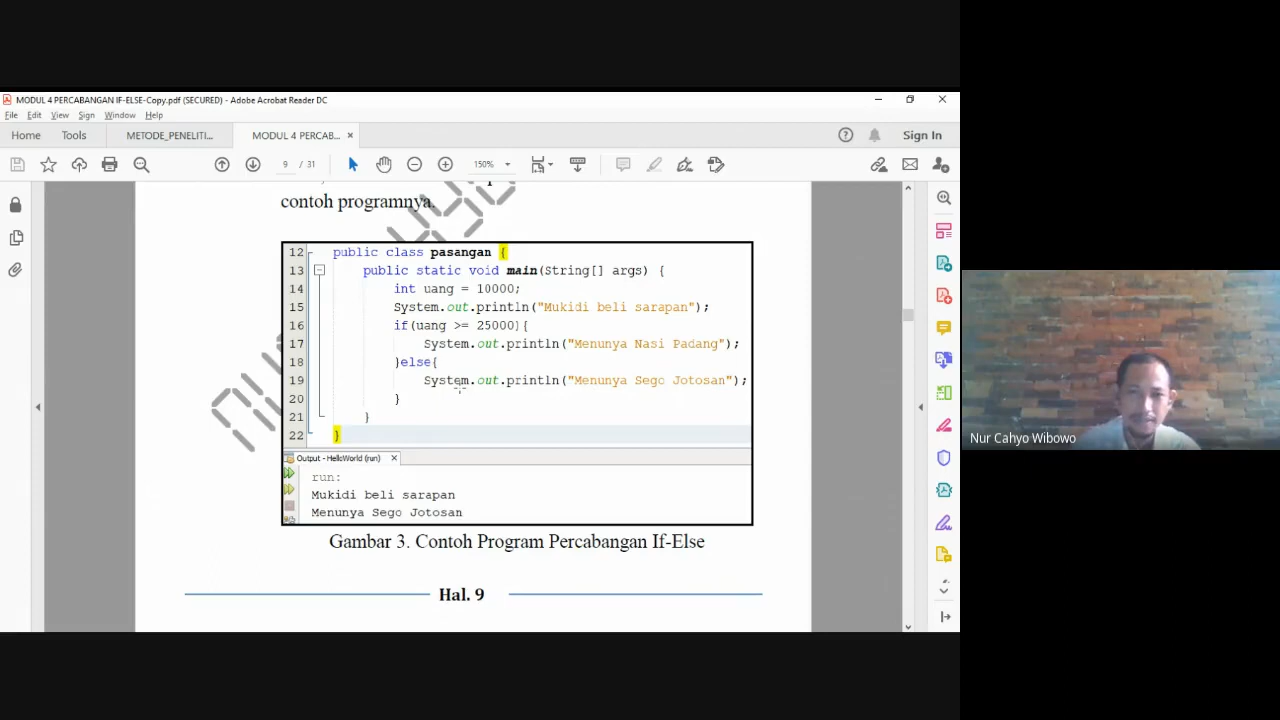 MODUL 4 PERCABANGAN IF-ELSE-Copy.pdf (SECURED) - Adobe Acrobat Reader DC
File Edit View Sign Window Help
Home Tools METODE_PENELITI... MODUL 4 PERCAB... × Sign In
9 / 31 150%
contoh programnya.
12 public class pasangan {
13 public static void main(String[] args) {
14 int uang = 10000;
15 System.out.println("Mukidi beli sarapan");
16 if(uang >= 25000){
17 System.out.println("Menunya Nasi Padang");
18 }else{
19 System.out.println("Menunya Sego Jotosan");
20 }
21 }
22 }
Output - HelloWorld (run) ×
run:
Mukidi beli sarapan
Menunya Sego Jotosan
Gambar 3. Contoh Program Percabangan If-Else
Hal. 9
Nur Cahyo Wibowo